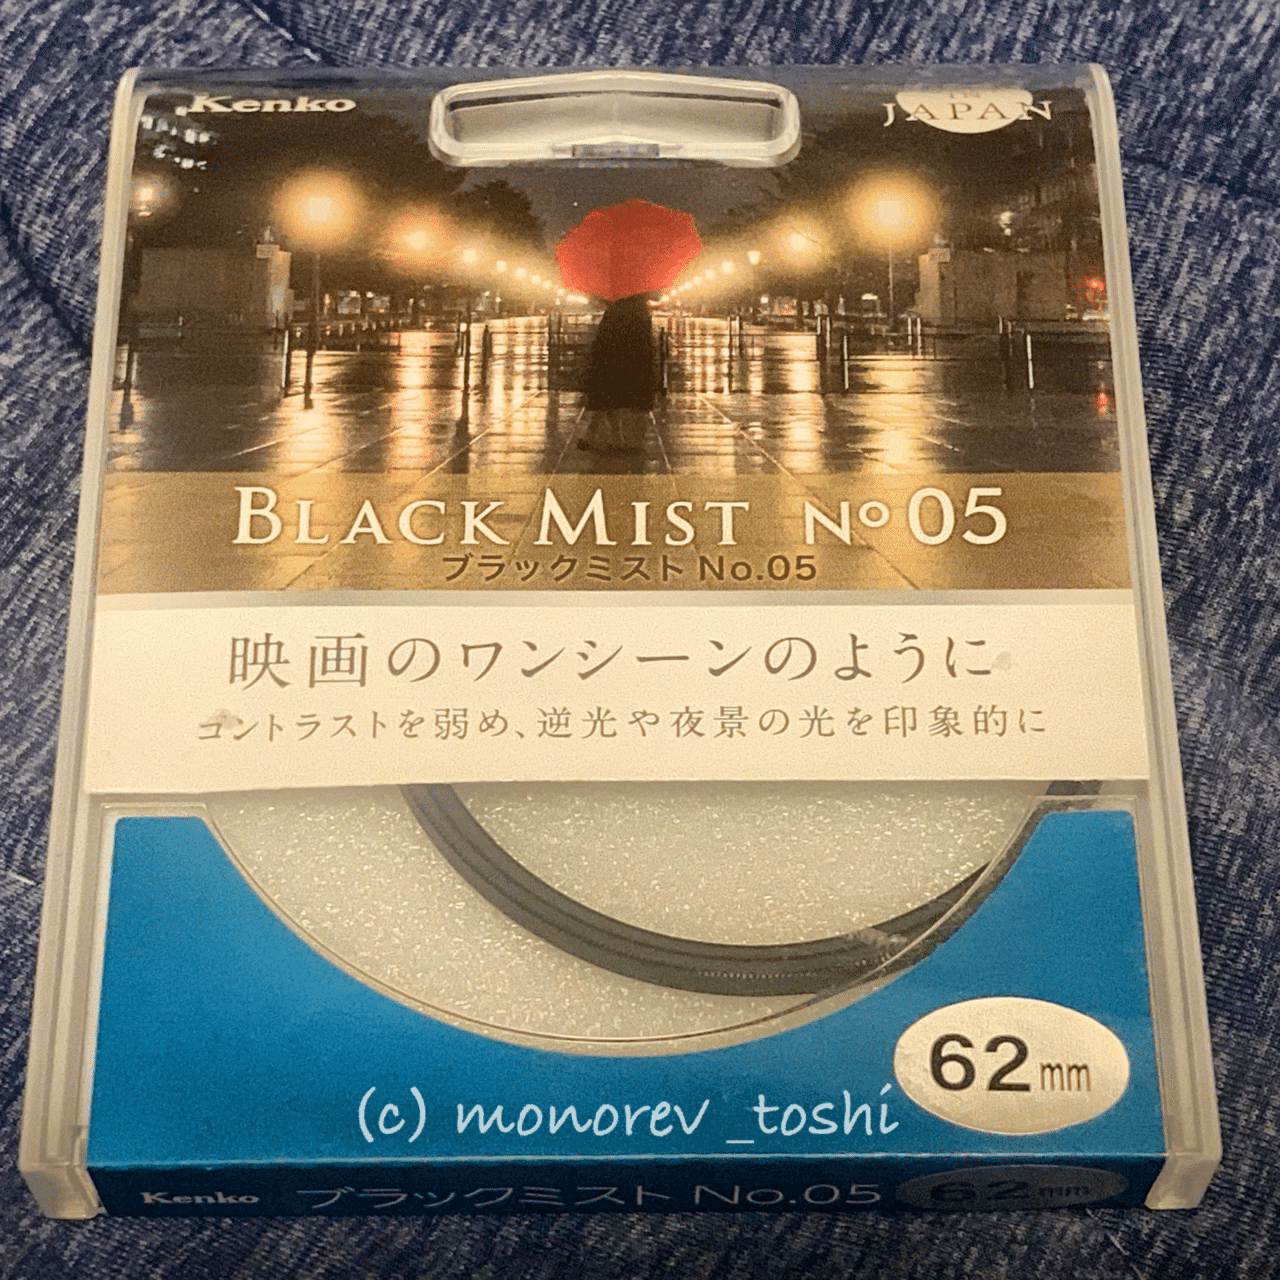 Kenko
JAPAN
BLACK MIST No 05
ブラックミスト No.05
映画のワンシーンのように
コントラストを弱め、逆光や夜景の光を印象的に
62mm
(c) monorev _toshi
Kenko ブラックミスト No.05 62mm